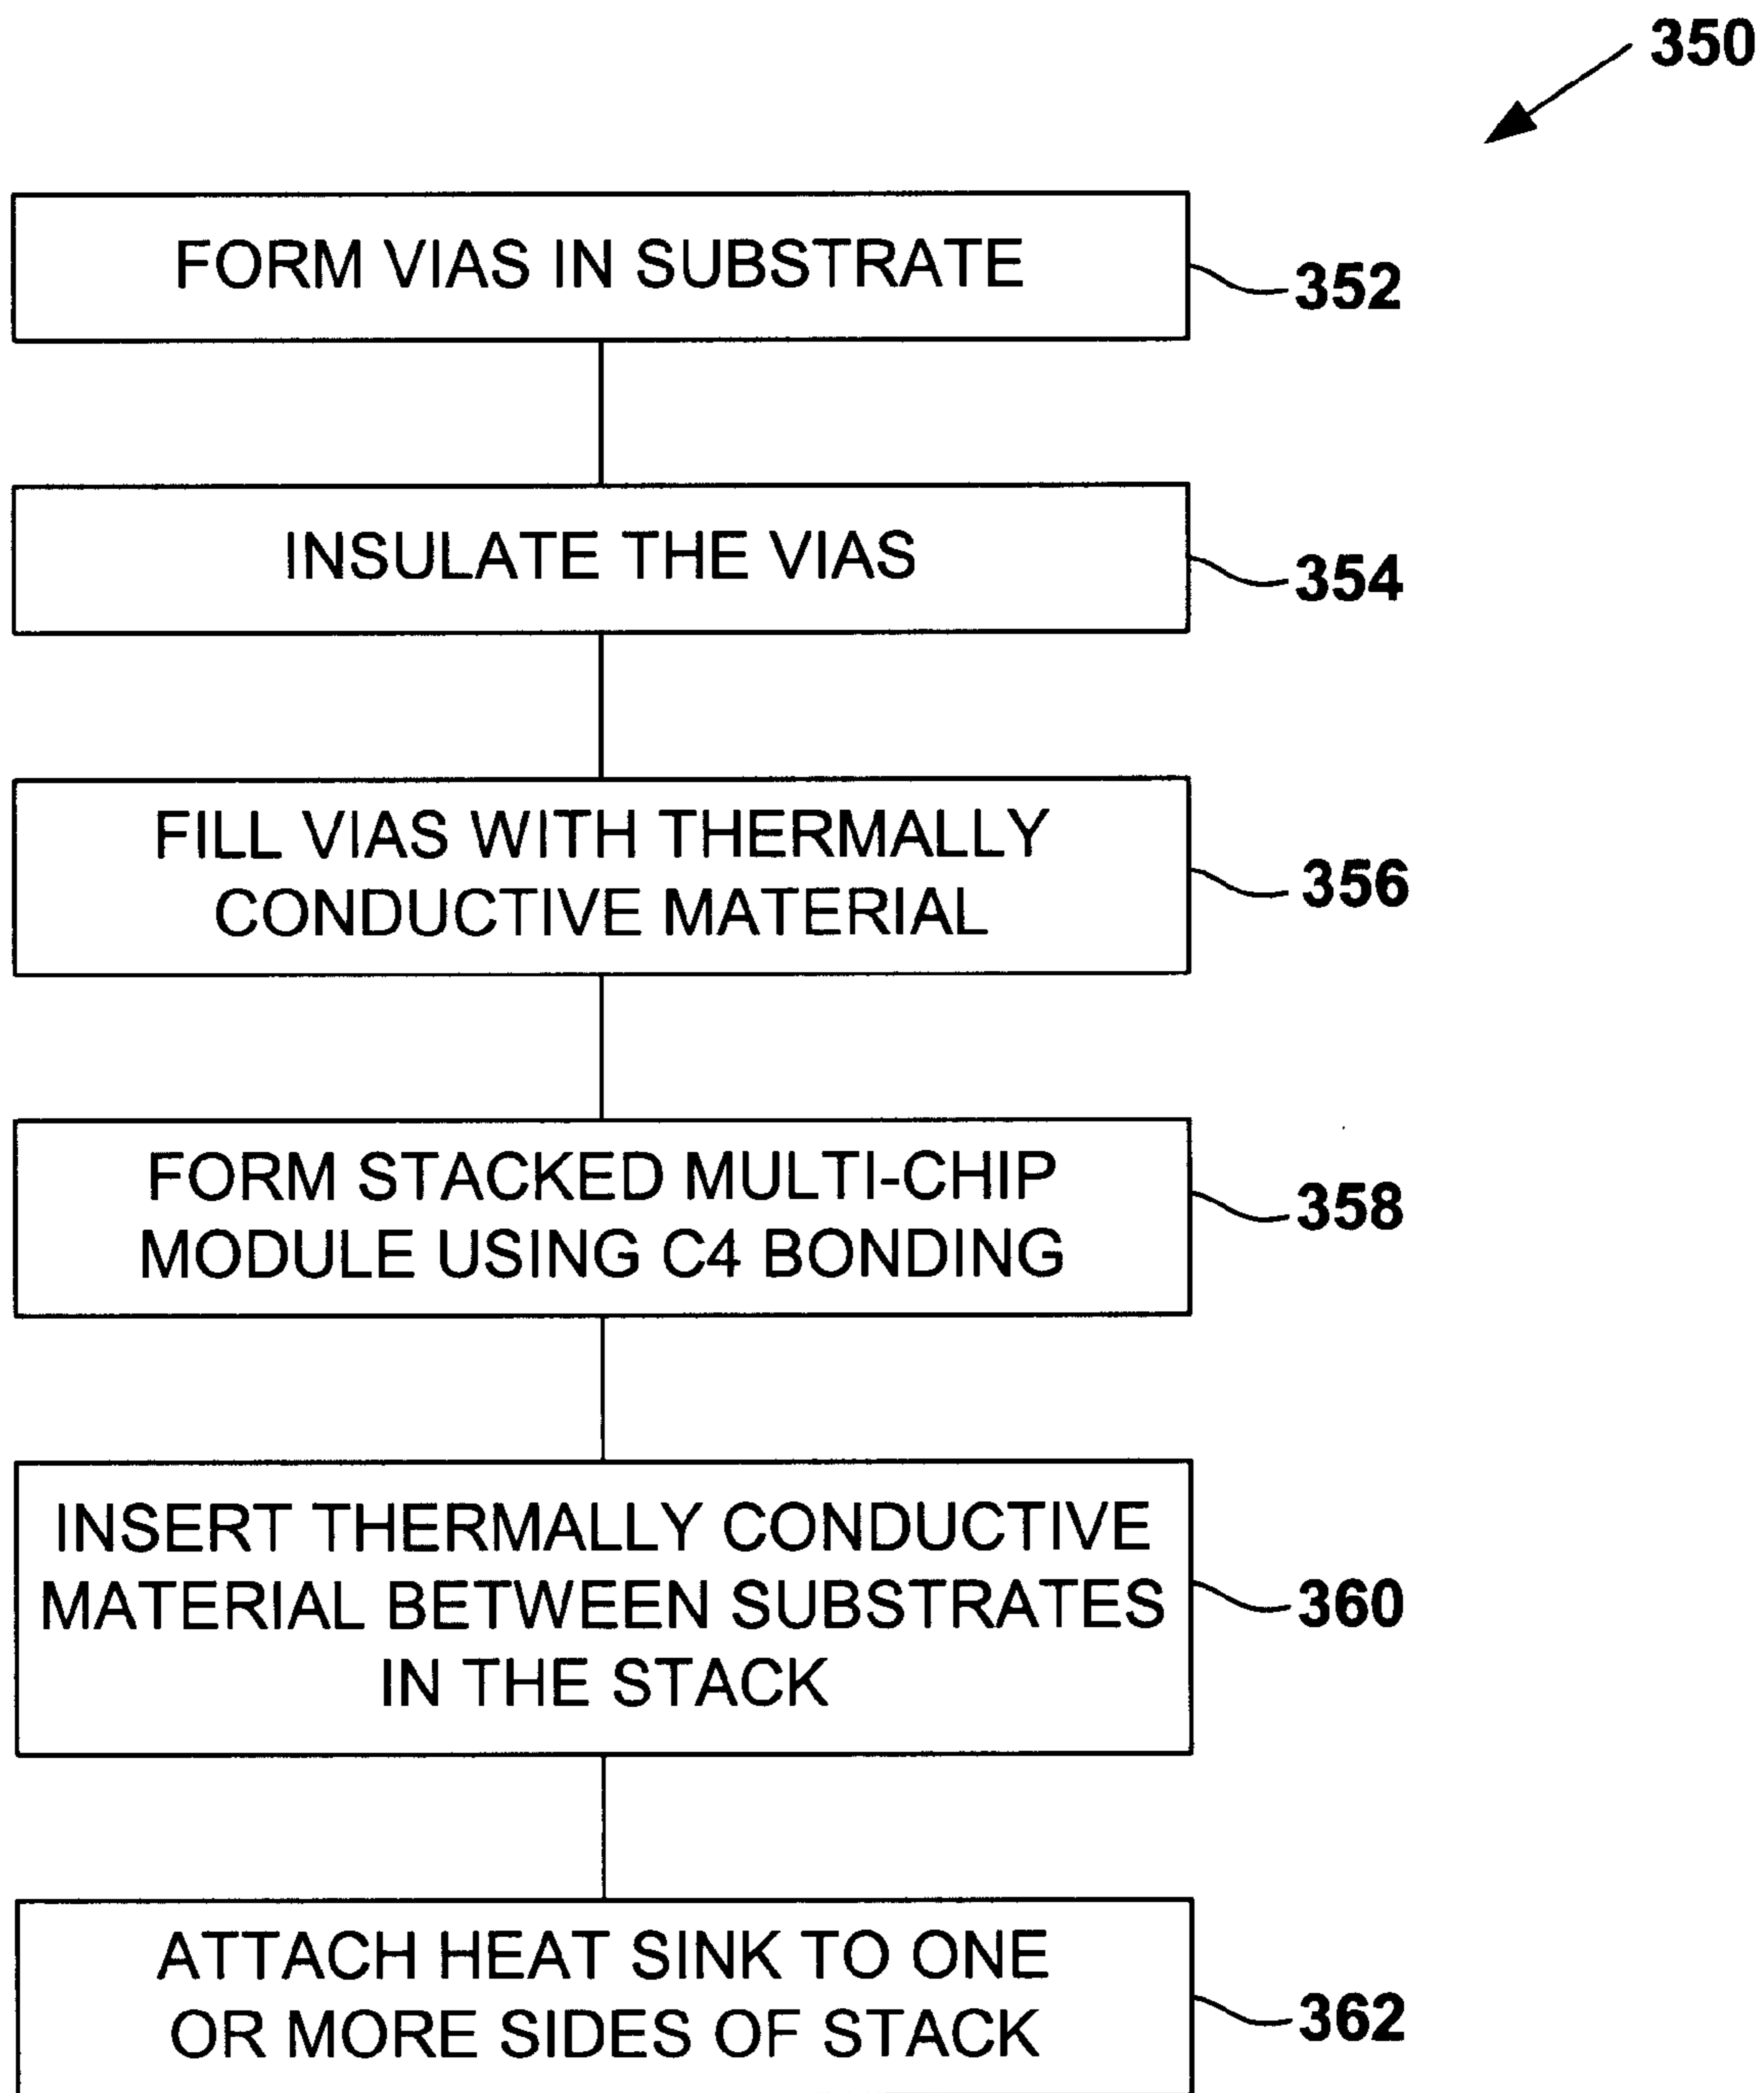 350
FORM VIAS IN SUBSTRATE
352
INSULATE THE VIAS
354
FILL VIAS WITH THERMALLY
CONDUCTIVE MATERIAL
356
FORM STACKED MULTI-CHIP
MODULE USING C4 BONDING
358
INSERT THERMALLY CONDUCTIVE
MATERIAL BETWEEN SUBSTRATES
IN THE STACK
360
ATTACH HEAT SINK TO ONE
OR MORE SIDES OF STACK
362